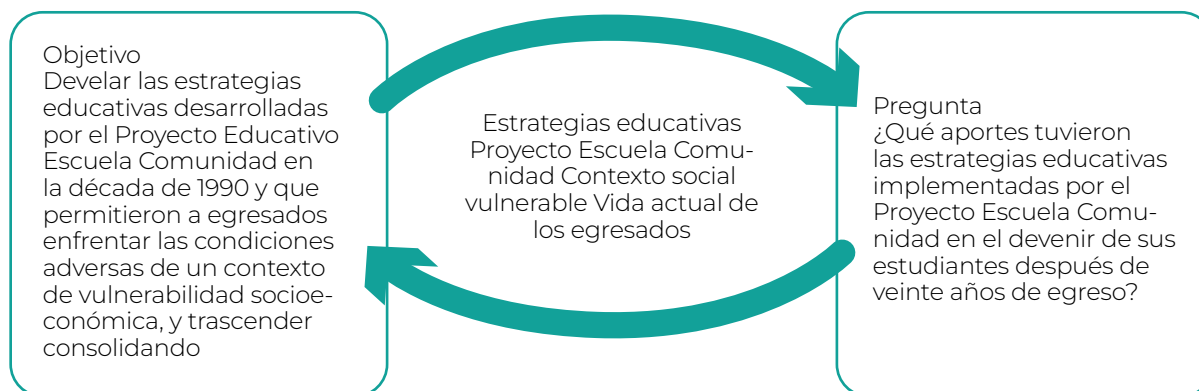 Objetivo
Develar las estrategias
educativas desarrolladas
por el Proyecto Educativo
Escuela Comunidad en
la década de 1990 y que
permitieron a egresados
enfrentar las condiciones
adversas de un contexto
de vulnerabilidad socioe-
conómica, y trascender
consolidando
Estrategias educativas
Proyecto Escuela Comu-
nidad Contexto social
vulnerable Vida actual de
los egresados
Pregunta
¿Qué aportes tuvieron
las estrategias educativas
implementadas por el
Proyecto Escuela Comu-
nidad en el devenir de sus
estudiantes después de
veinte años de egreso?